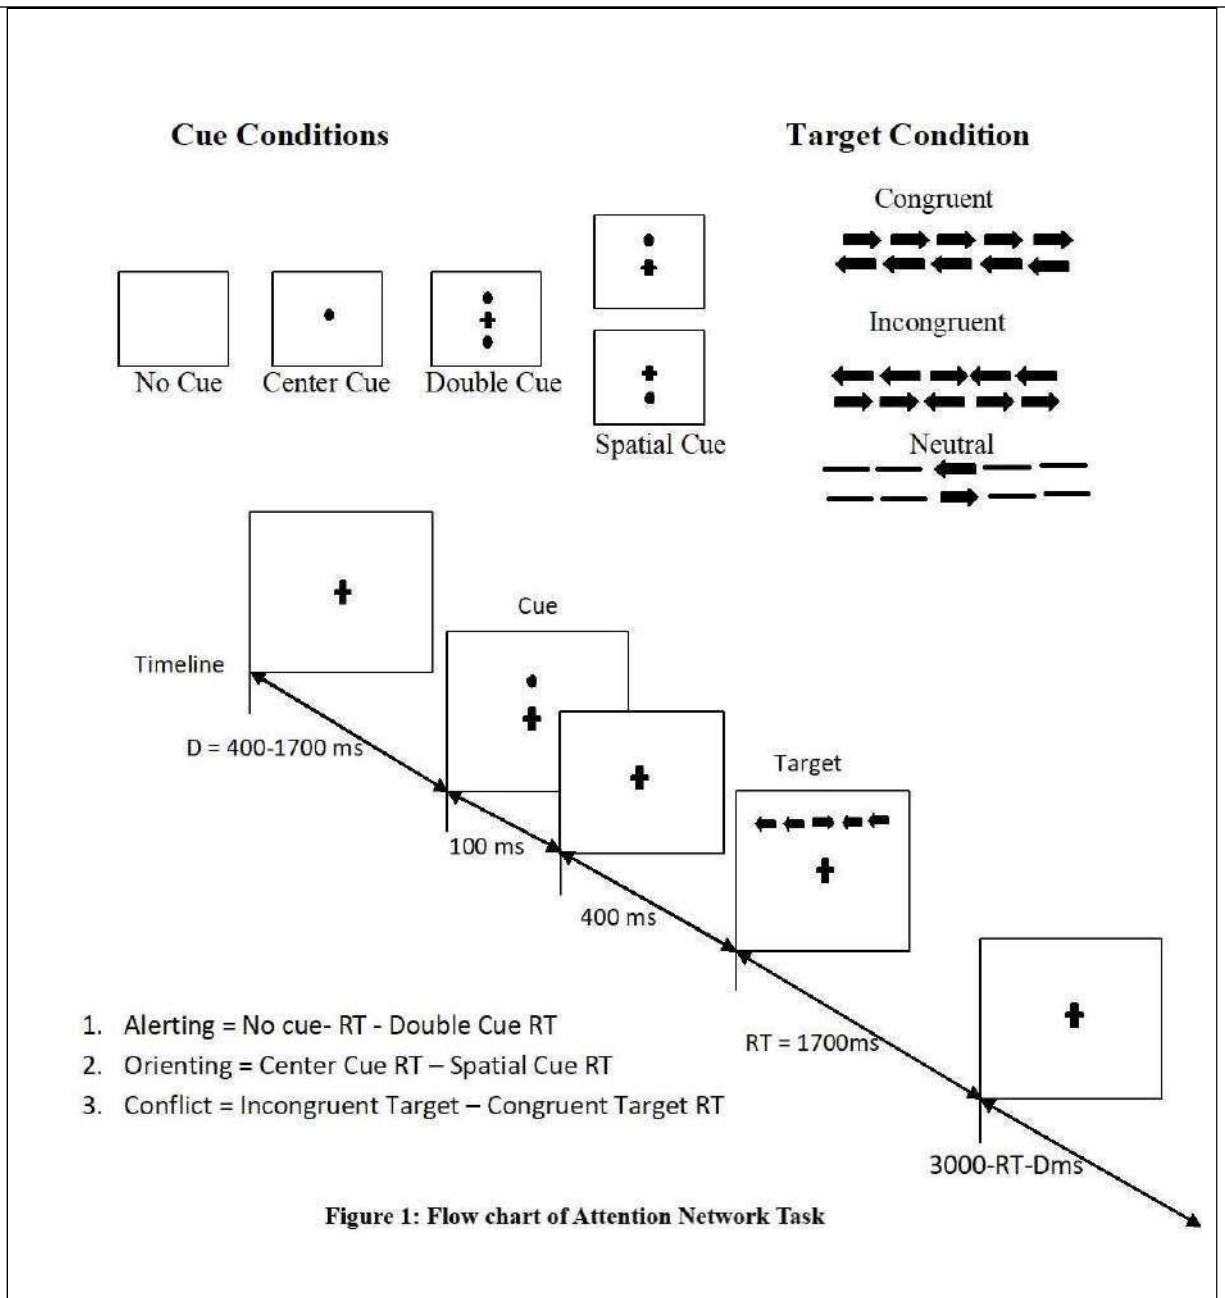 Cue Conditions
Target Condition
Congruent
Incongruent
Neutral
No Cue
Center Cue
Double Cue
Spatial Cue
Timeline
Cue
Target
D = 400-1700 ms
100 ms
400 ms
RT = 1700ms
3000-RT-Dms
1. Alerting = No cue- RT - Double Cue RT
2. Orienting = Center Cue RT – Spatial Cue RT
3. Conflict = Incongruent Target – Congruent Target RT
Figure 1: Flow chart of Attention Network Task